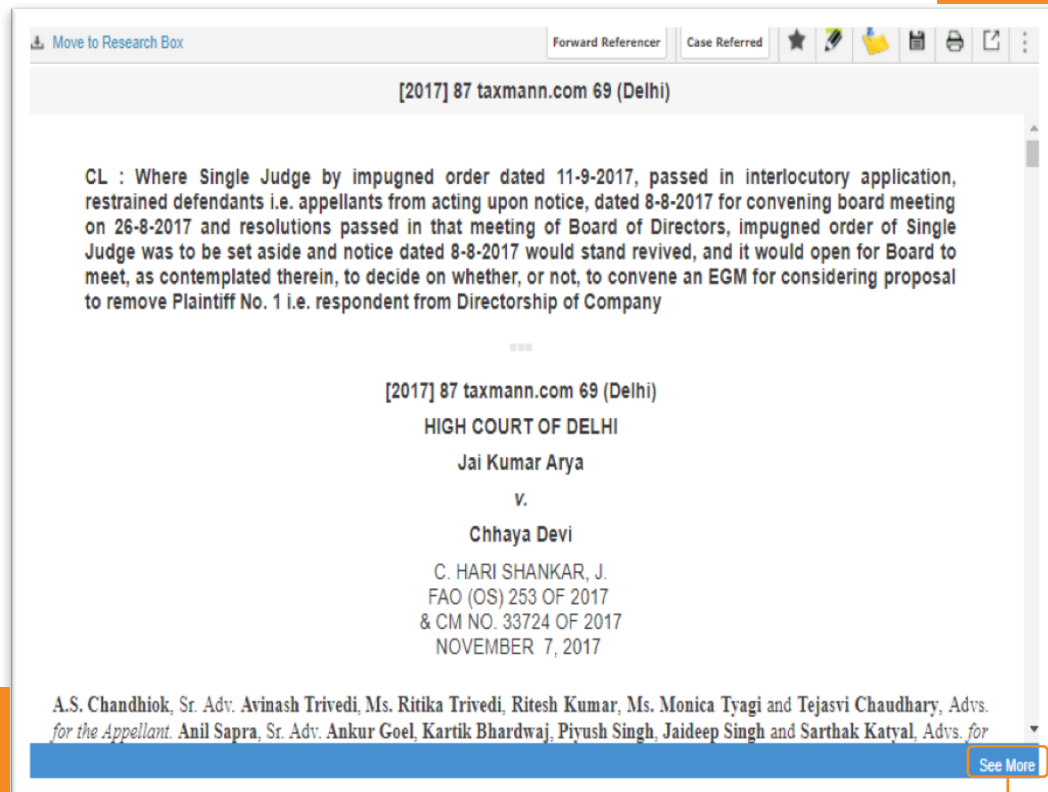 Move to Research Box
Forward Referencer
Case Referred
[2017] 87 taxmann.com 69 (Delhi)
CL : Where Single Judge by impugned order dated 11-9-2017, passed in interlocutory application,
restrained defendants i.e. appellants from acting upon notice, dated 8-8-2017 for convening board meeting
on 26-8-2017 and resolutions passed in that meeting of Board of Directors, impugned order of Single
Judge was to be set aside and notice dated 8-8-2017 would stand revived, and it would open for Board to
meet, as contemplated therein, to decide on whether, or not, to convene an EGM for considering proposal
to remove Plaintiff No. 1 i.e. respondent from Directorship of Company
[2017] 87 taxmann.com 69 (Delhi)
HIGH COURT OF DELHI
Jai Kumar Arya
v.
Chhaya Devi
C. HARI SHANKAR, J.
FAO (OS) 253 OF 2017
& CM NO. 33724 OF 2017
NOVEMBER 7, 2017
A.S. Chandhiok, Sr. Adv. Avinash Trivedi, Ms. Ritika Trivedi, Ritesh Kumar, Ms. Monica Tyagi and Tejasvi Chaudhary, Advs.
for the Appellant. Anil Sapra, Sr. Adv. Ankur Goel, Kartik Bhardwaj, Piyush Singh, Jaideep Singh and Sarthak Katyal, Advs. for
See More